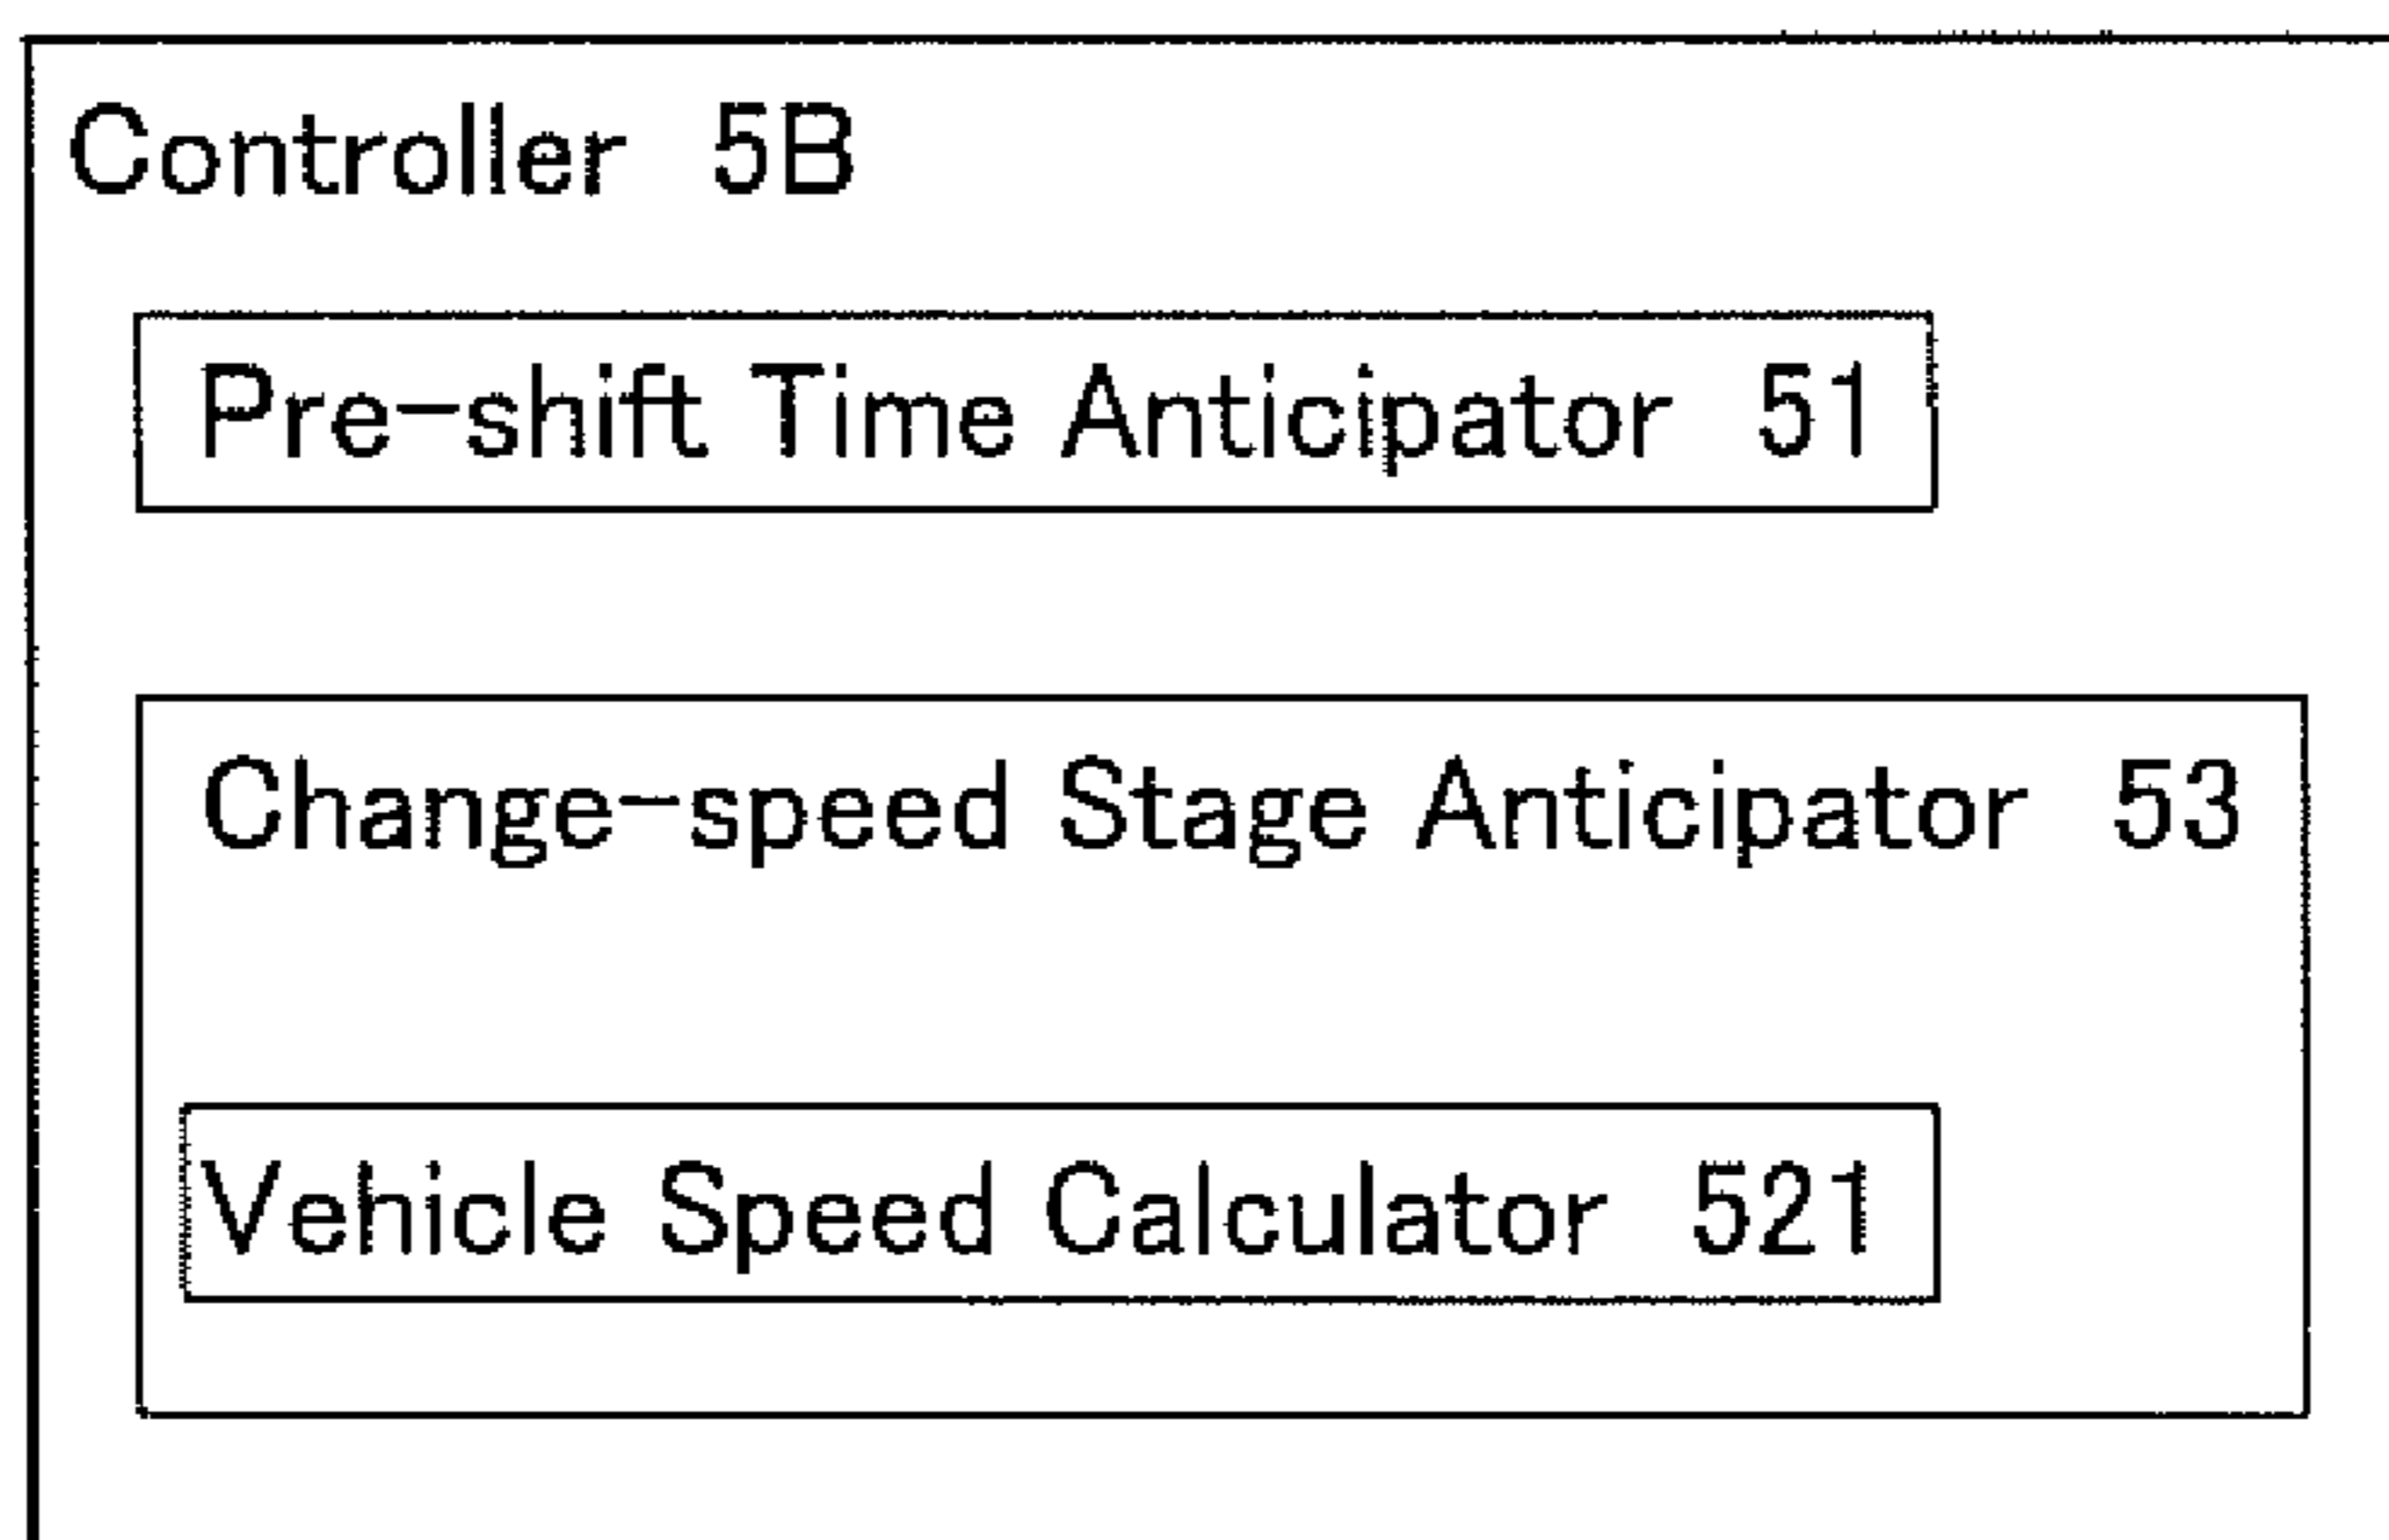 Controller 5B
Pre-shift Time Anticipator 51
Change-speed Stage Anticipator 53
Vehicle Speed Calculator 521